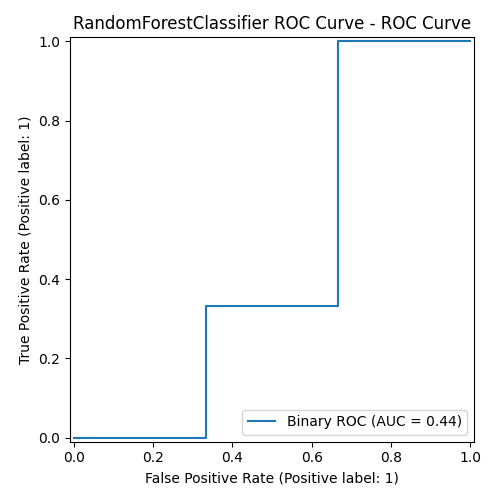 RandomForestClassifier ROC Curve - ROC Curve
1.0
0.8
0.6
0.4
0.2
0.0
True Positive Rate (Positive label: 1)
Binary ROC (AUC = 0.44)
0.0 0.2 0.4 0.6 0.8 1.0
False Positive Rate (Positive label: 1)